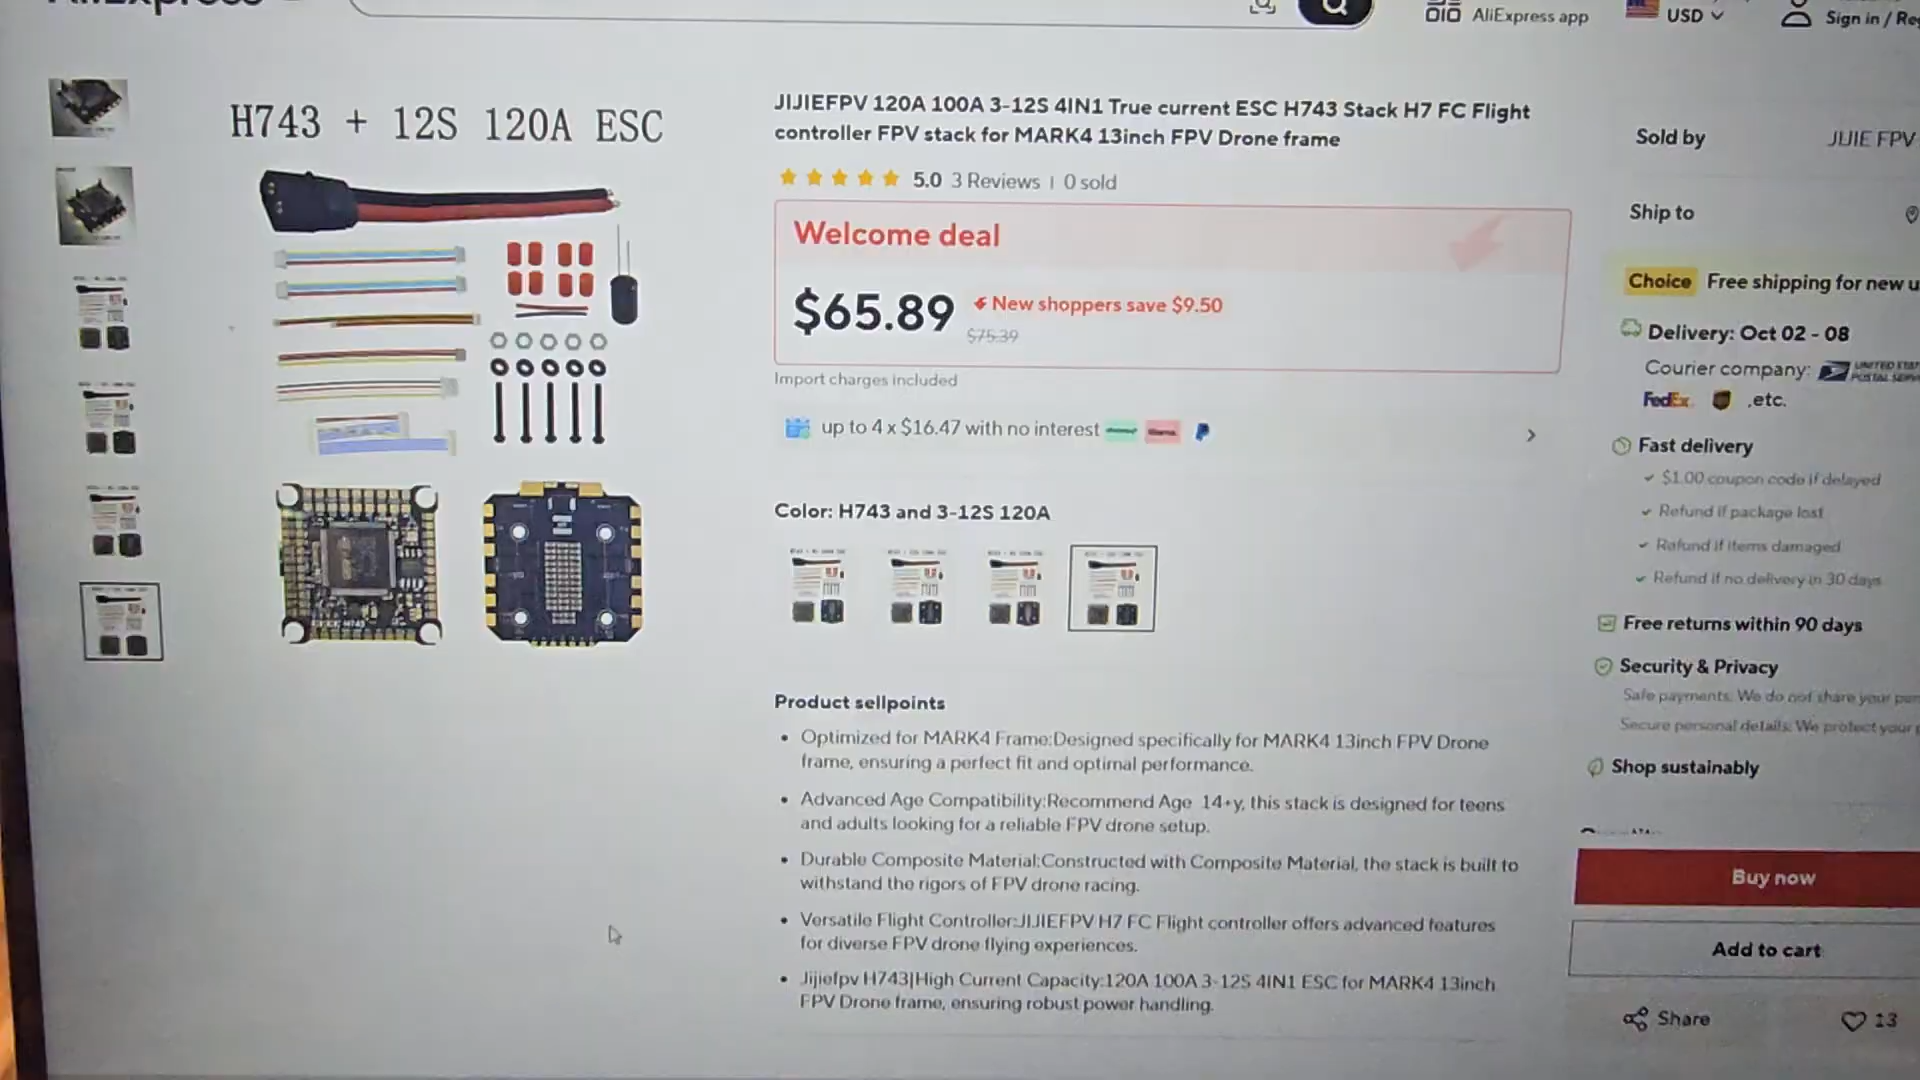 AliExpress app
USD
Sign in / Re
H743 + 12S 120A ESC
JIJIEFPV 120A 100A 3-12S 4IN1 True current ESC H743 Stack H7 FC Flight
controller FPV stack for MARK4 13inch FPV Drone frame
5.0 3 Reviews | 0 sold
Welcome deal
$65.89
New shoppers save $9.50
$75.39
Import charges included
up to 4 x $16.47 with no interest
Klarna.
Color: H743 and 3-12S 120A
Product sellpoints
• Optimized for MARK4 Frame:Designed specifically for MARK4 13inch FPV Drone
frame, ensuring a perfect fit and optimal performance.
• Advanced Age Compatibility:Recommend Age 14+y, this stack is designed for teens
and adults looking for a reliable FPV drone setup.
• Durable Composite Material:Constructed with Composite Material, the stack is built to
withstand the rigors of FPV drone racing.
• Versatile Flight Controller:JIJIEFPV H7 FC Flight controller offers advanced features
for diverse FPV drone flying experiences.
• Jijiefpv H743|High Current Capacity:120A 100A 3-12S 4IN1 ESC for MARK4 13inch
FPV Drone frame, ensuring robust power handling.
Sold by
JIJIE FPV
Ship to
Choice Free shipping for new u
Delivery: Oct 02 - 08
Courier company: UNITED STAT
POSTAL SERV
FedEx. ,etc.
Fast delivery
$1.00 coupon code if delayed
Refund if package lost
Refund if items damaged
Refund if no delivery in 30 days
Free returns within 90 days
Security & Privacy
Safe payments: We do not share your per
Secure personal details: We protect your p
Shop sustainably
Buy now
Add to cart
Share
13
H743